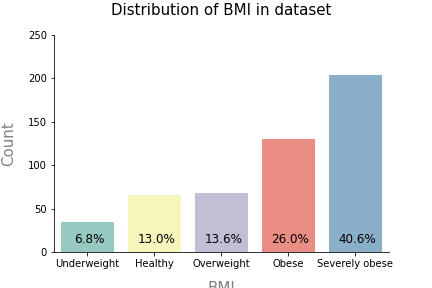 Distribution of BMI in dataset
Count
250
200
150
100
50
0
6.8%
13.0%
13.6%
26.0%
40.6%
Underweight
Healthy
Overweight
Obese
Severely obese
BMI